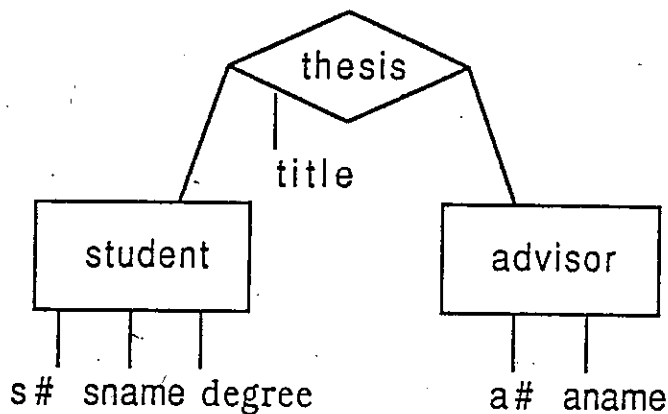 thesis
title
student
advisor
s# sname degree
a# aname